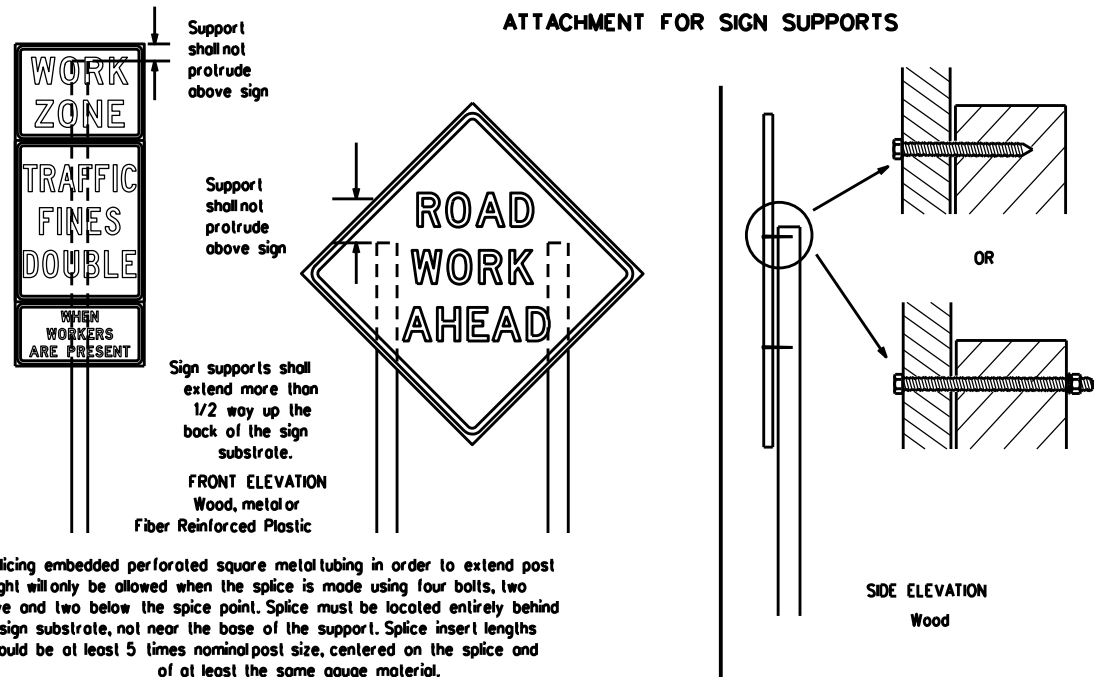 ATTACHMENT FOR SIGN SUPPORTS
Support
shall not
protrude
above sign
WORK
ZONE
TRAFFIC
FINES
DOUBLE
WHEN
WORKERS
ARE PRESENT
Support
shall not
protrude
above sign
ROAD
WORK
AHEAD
Sign supports shall
extend more than
1/2 way up the
back of the sign
substrate.
FRONT ELEVATION
Wood, metal or
Fiber Reinforced Plastic
OR
SIDE ELEVATION
Wood
licing embedded perforated square metal tubing in order to extend post
ght will only be allowed when the splice is made using four bolts, two
ve and two below the spice point. Splice must be located entirely behind
sign substrate, not near the base of the support. Splice insert lengths
ould be at least 5 times nominal post size, centered on the splice and
of at least the same gauge material.